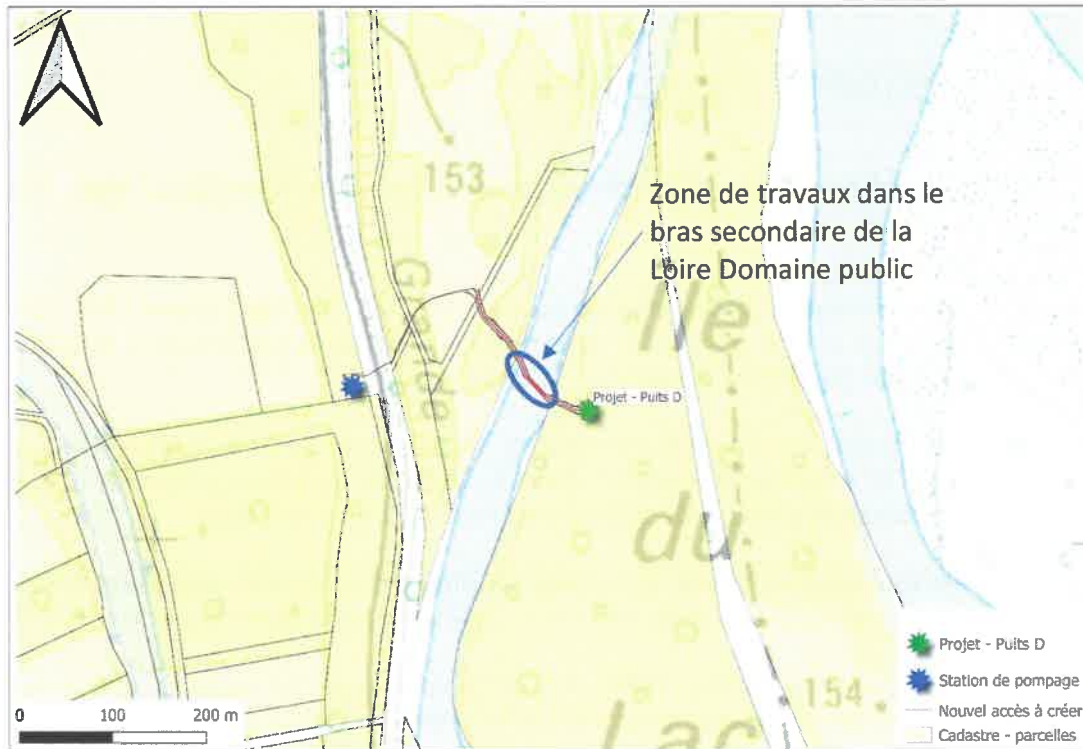 153
Zone de travaux dans le
bras secondaire de la
Loire Domaine public
Grande
Ile
Projet - Puits D
du
Lac
154
Projet - Puits D
Station de pompage
Nouvel accès à créer
Cadastre - parcelles
0 100 200 m